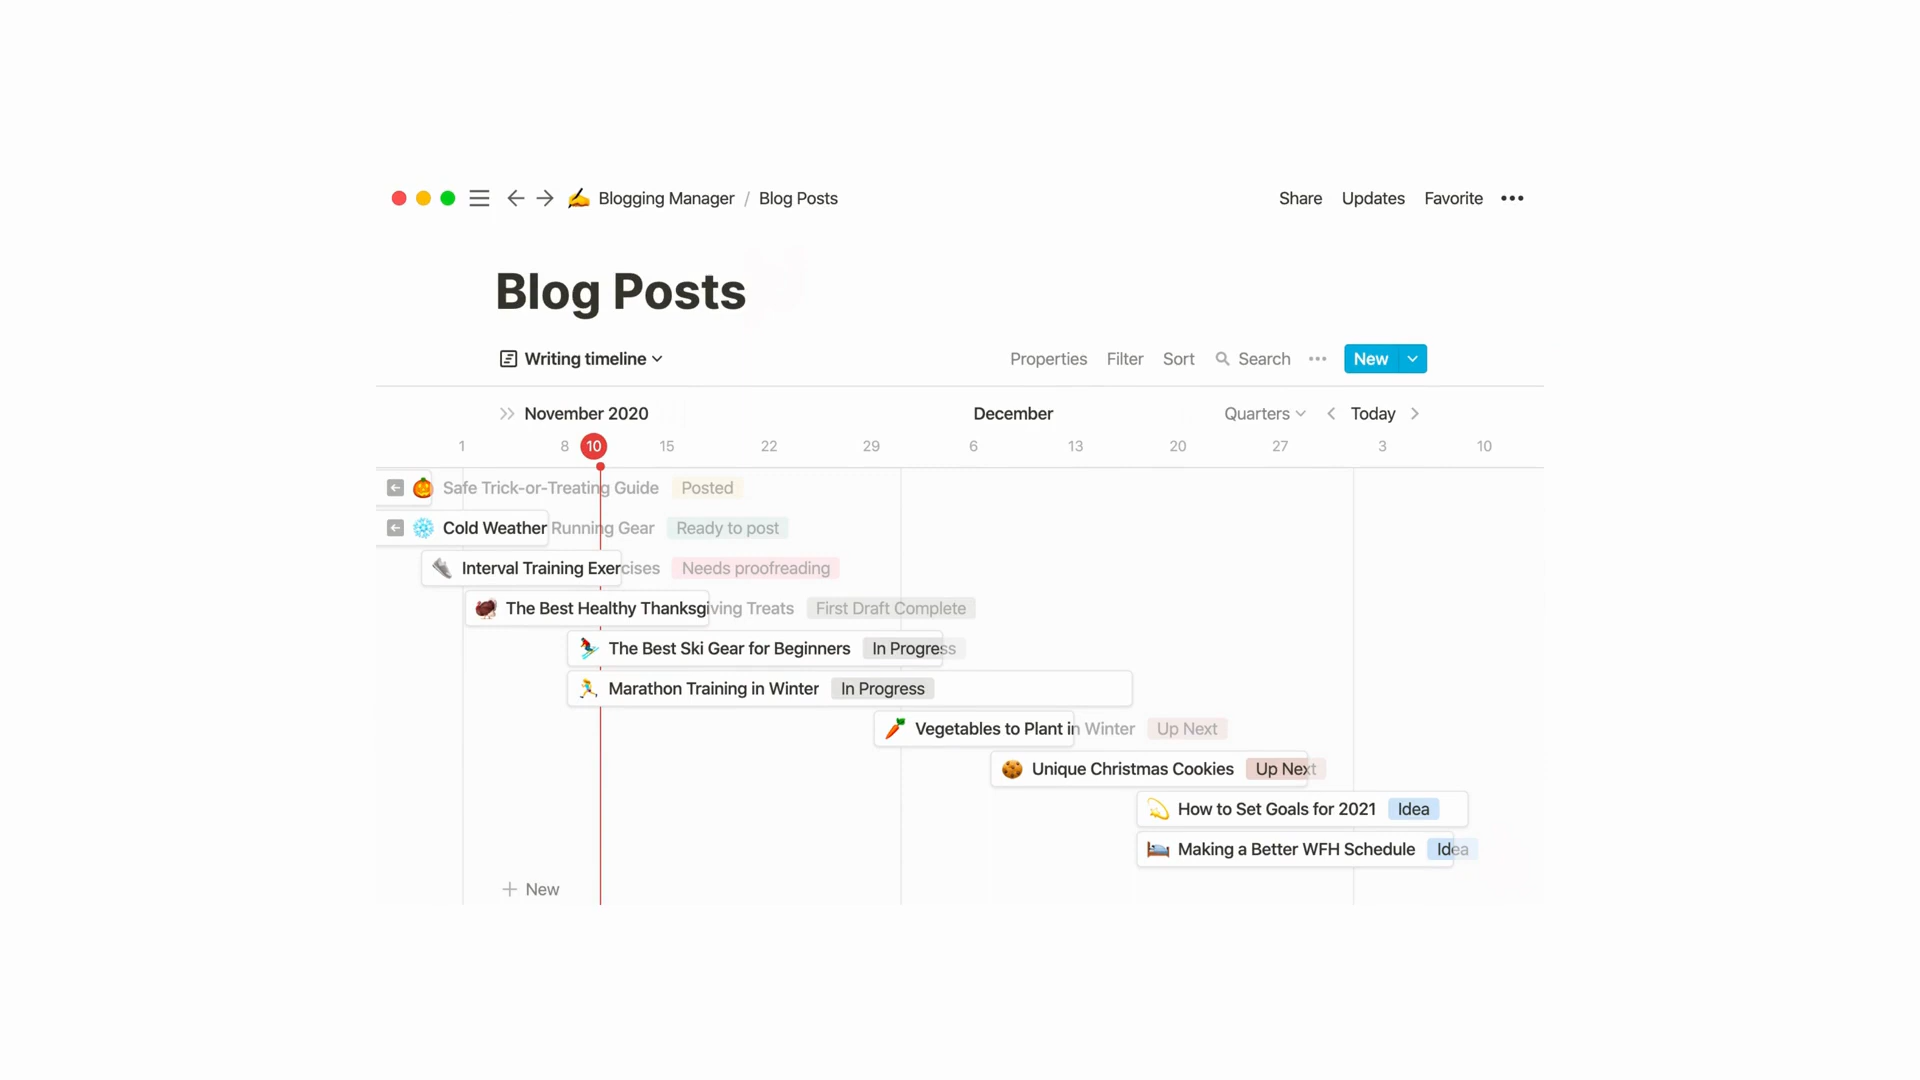 Blogging Manager / Blog Posts Share Updates Favorite
Blog Posts
Writing timeline Properties Filter Sort Search New
November 2020 December Quarters Today
1 8 10 15 22 29 6 13 20 27 3 10
Safe Trick-or-Treating Guide Posted
Cold Weather Running Gear Ready to post
Interval Training Exercises Needs proofreading
The Best Healthy Thanksgiving Treats First Draft Complete
The Best Ski Gear for Beginners In Progress
Marathon Training in Winter In Progress
Vegetables to Plant in Winter Up Next
Unique Christmas Cookies Up Next
How to Set Goals for 2021 Idea
Making a Better WFH Schedule Idea
New